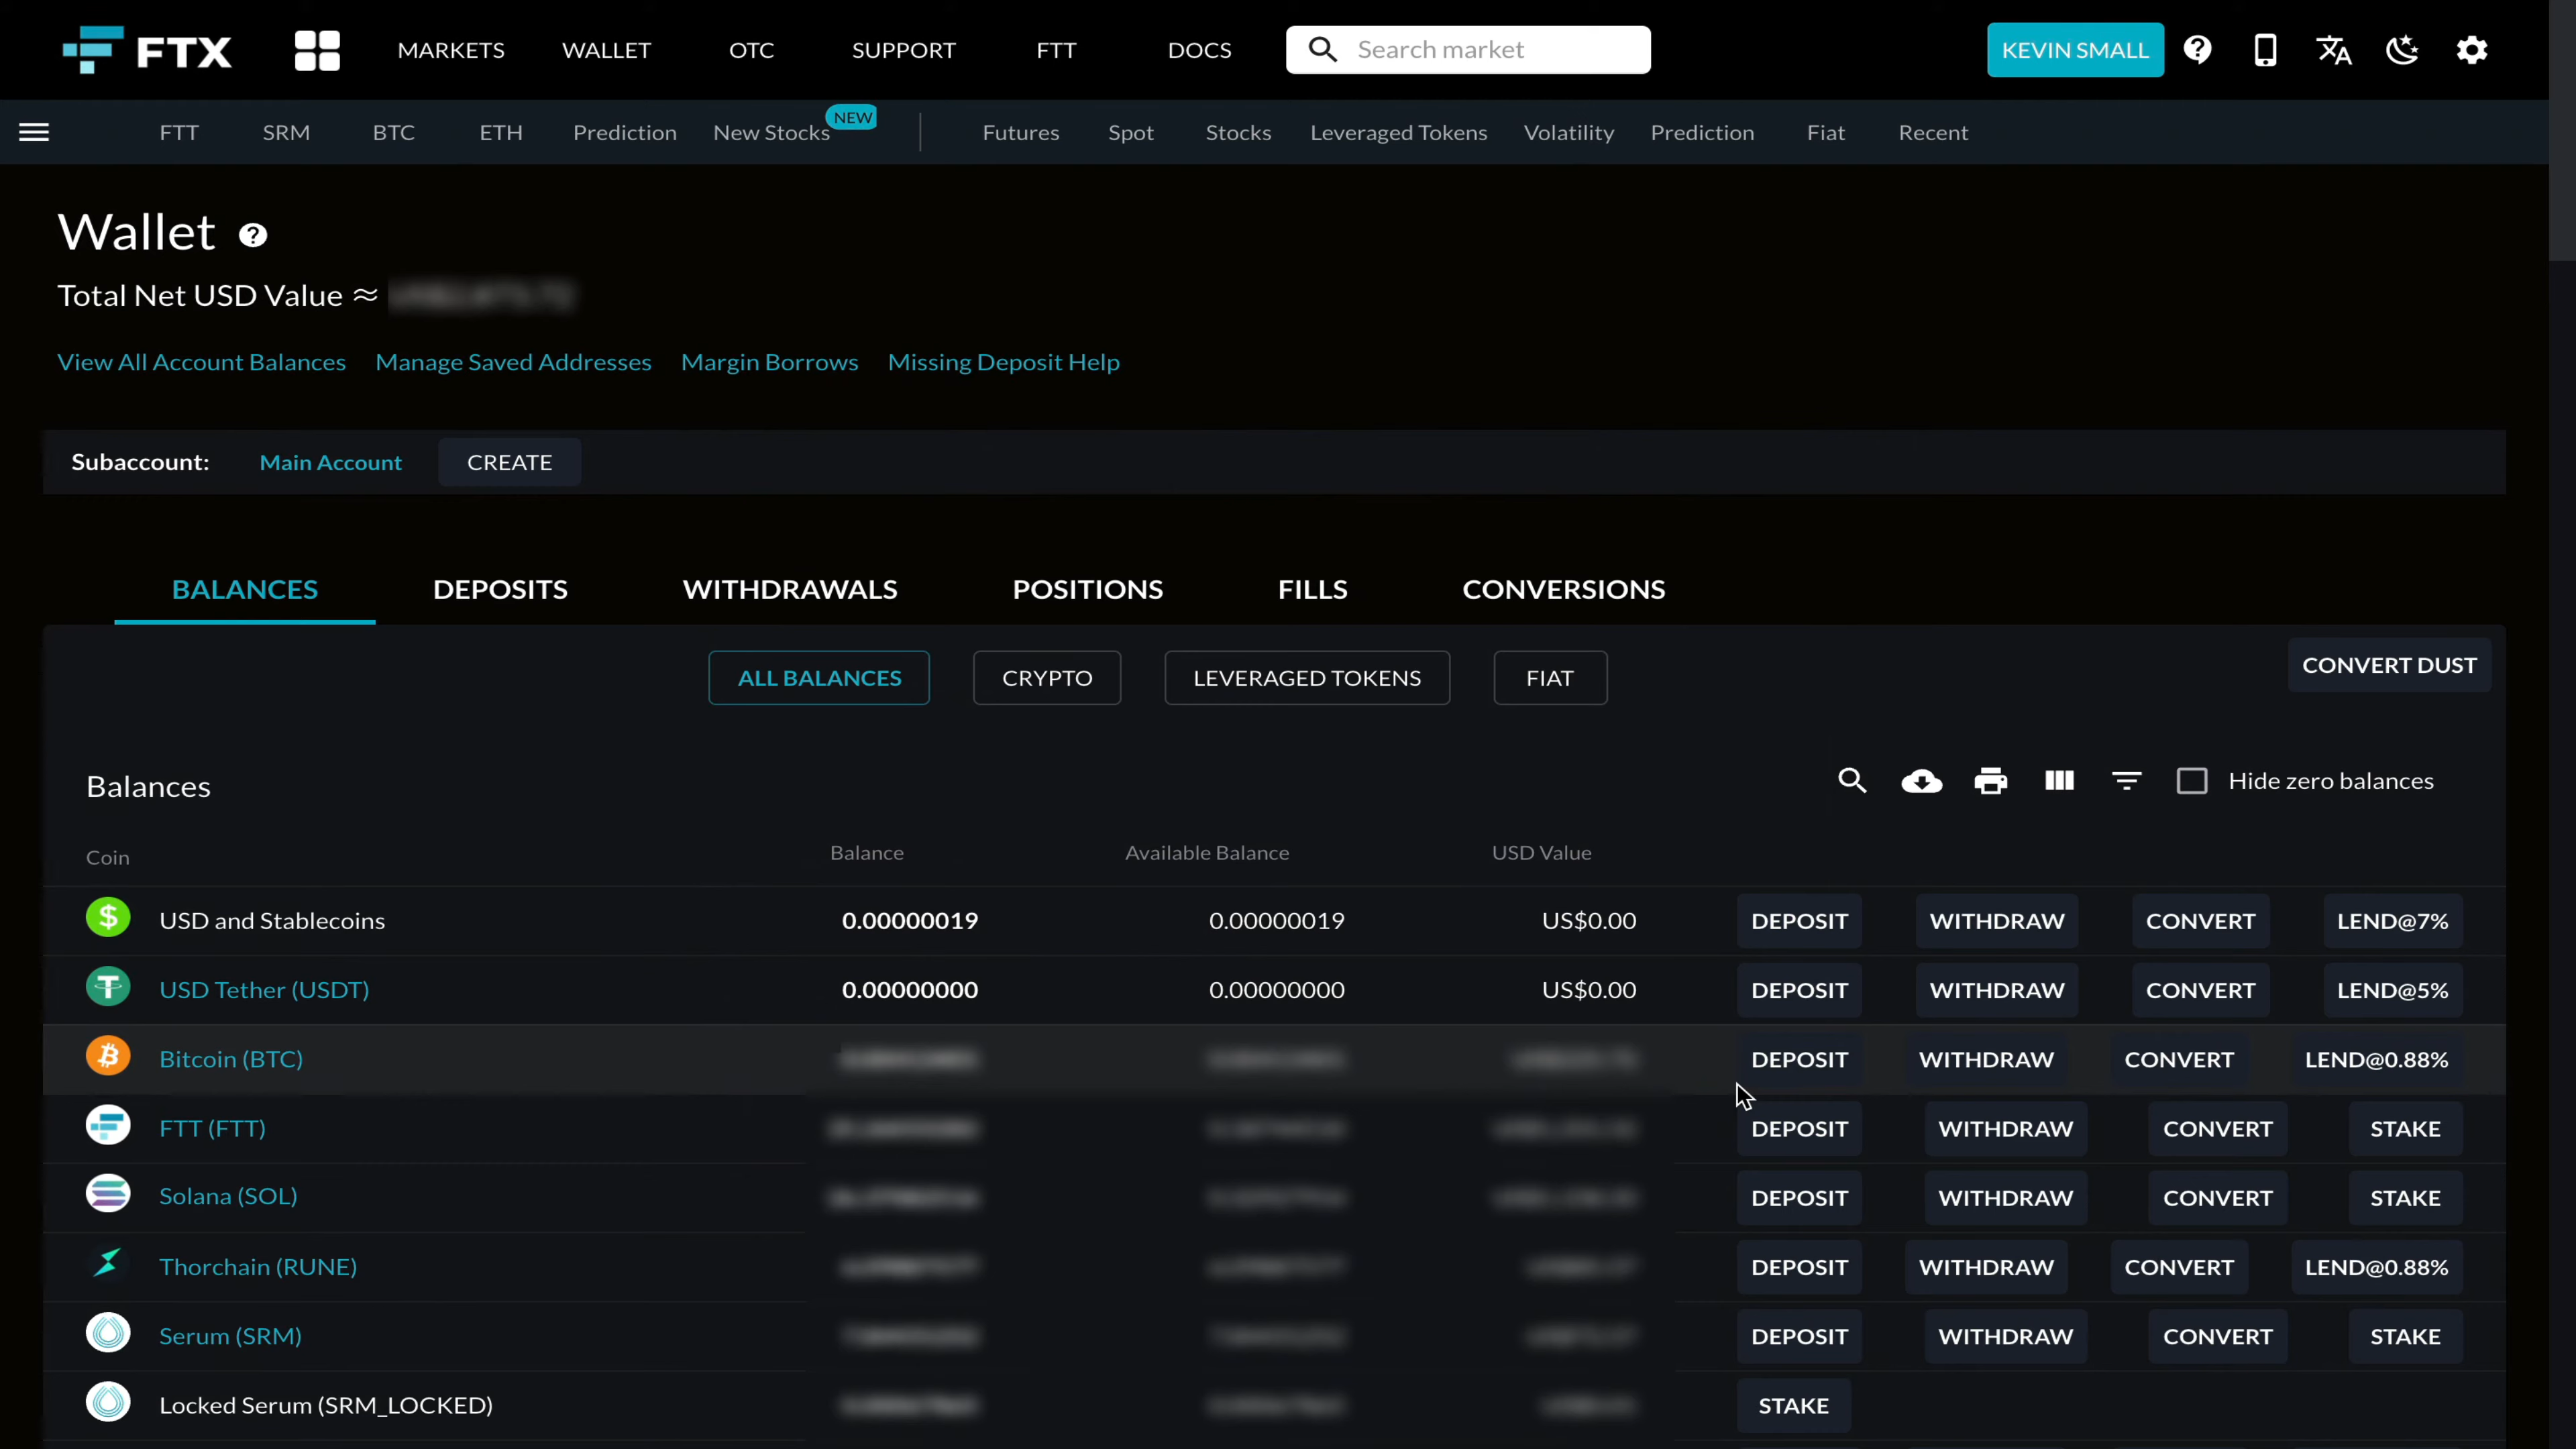 FTX MARKETS WALLET OTC SUPPORT FTT DOCS Search market KEVIN SMALL
FTT SRM BTC ETH Prediction New Stocks NEW Futures Spot Stocks Leveraged Tokens Volatility Prediction Fiat Recent
Wallet ?
Total Net USD Value ≈
View All Account Balances Manage Saved Addresses Margin Borrows Missing Deposit Help
Subaccount: Main Account CREATE
BALANCES DEPOSITS WITHDRAWALS POSITIONS FILLS CONVERSIONS
ALL BALANCES CRYPTO LEVERAGED TOKENS FIAT CONVERT DUST
Balances Hide zero balances
Coin Balance Available Balance USD Value
USD and Stablecoins 0.00000019 0.00000019 US$0.00 DEPOSIT WITHDRAW CONVERT LEND@7%
USD Tether (USDT) 0.00000000 0.00000000 US$0.00 DEPOSIT WITHDRAW CONVERT LEND@5%
Bitcoin (BTC) DEPOSIT WITHDRAW CONVERT LEND@0.88%
FTT (FTT) DEPOSIT WITHDRAW CONVERT STAKE
Solana (SOL) DEPOSIT WITHDRAW CONVERT STAKE
Thorchain (RUNE) DEPOSIT WITHDRAW CONVERT LEND@0.88%
Serum (SRM) DEPOSIT WITHDRAW CONVERT STAKE
Locked Serum (SRM_LOCKED) STAKE